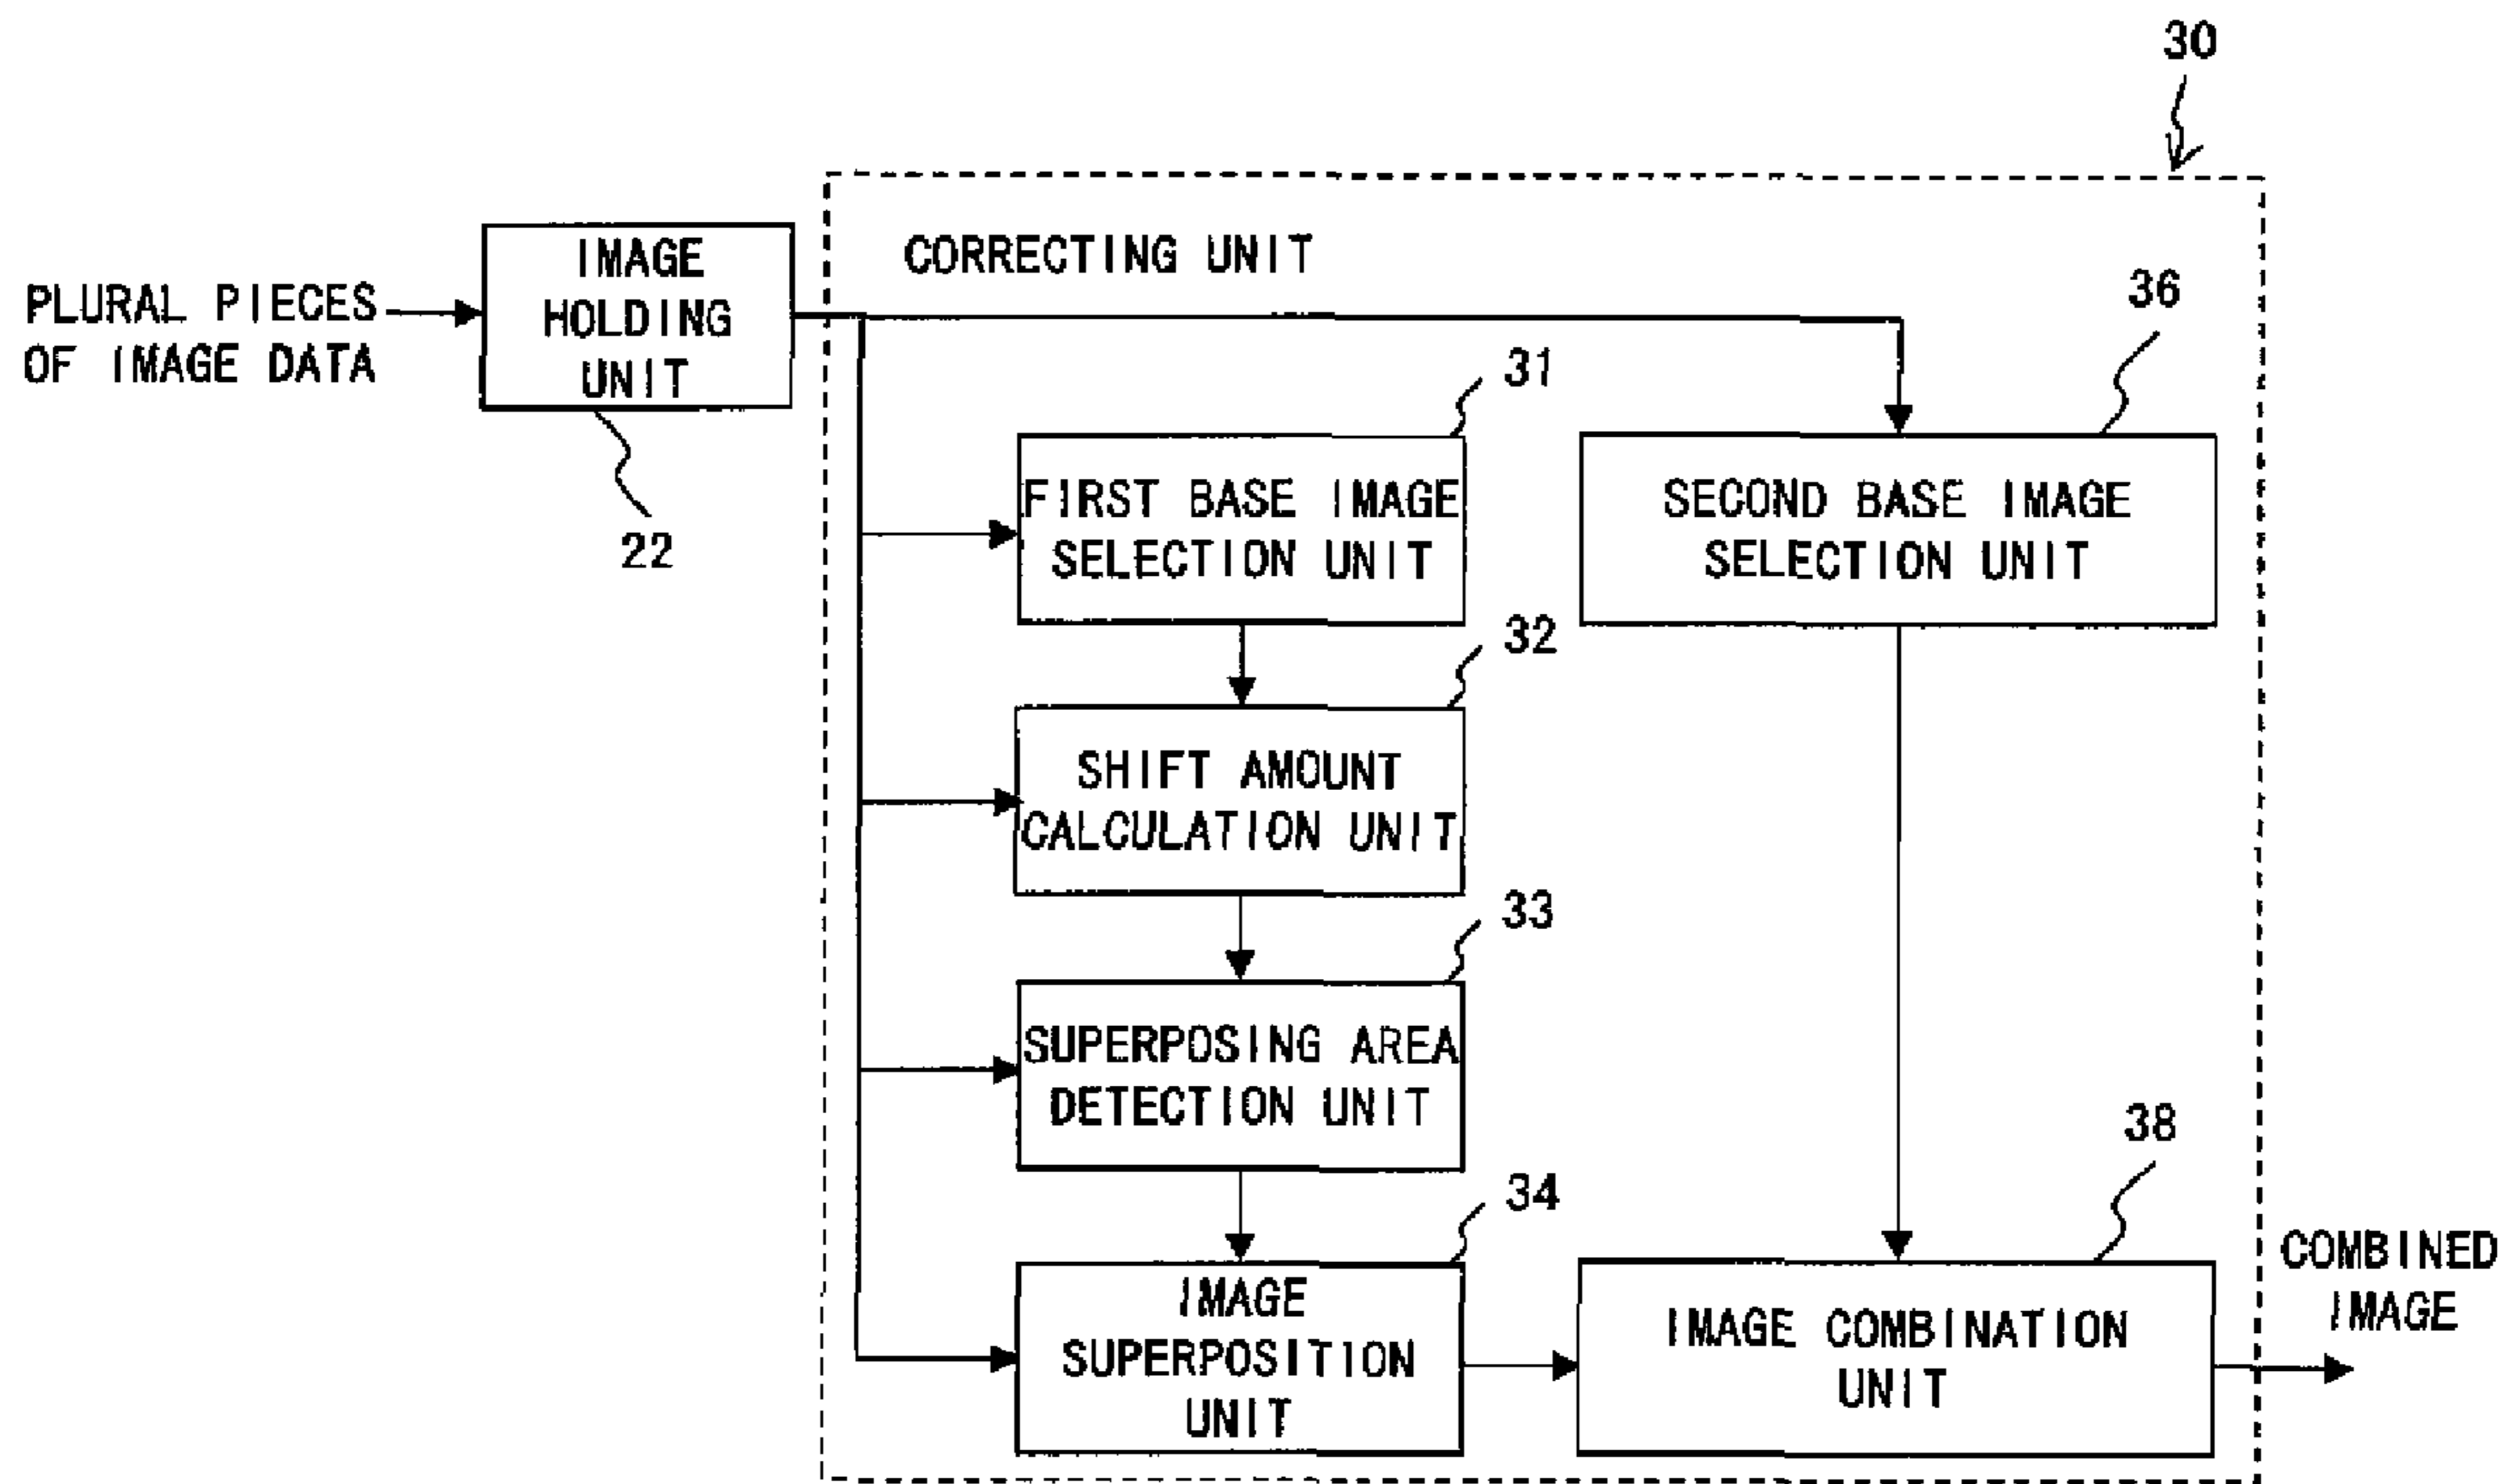 30
CORRECTING UNIT
PLURAL PIECES
OF IMAGE DATA
IMAGE
HOLDING
UNIT
22
36
31
FIRST BASE IMAGE
SELECTION UNIT
SECOND BASE IMAGE
SELECTION UNIT
32
SHIFT AMOUNT
CALCULATION UNIT
33
SUPERPOSING AREA
DETECTION UNIT
38
34
IMAGE
SUPERPOSITION
UNIT
IMAGE COMBINATION
UNIT
COMBINED
IMAGE